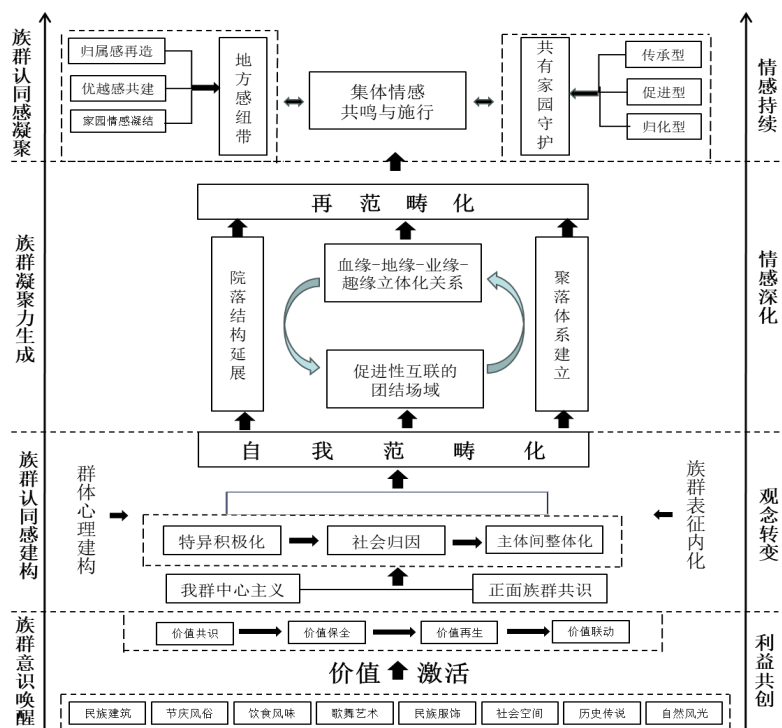 族群认同感凝聚
归属感再造
优越感共建
家园情感凝结
地方感纽带
集体情感
共鸣与施行
共有家园守护
传承型
促进型
归化型
情感持续
再范畴化
族群凝聚力生成
院落结构延展
血缘-地缘-业缘-
趣缘立体化关系
促进性互联的
团结场域
聚落体系建立
情感深化
自我范畴化
族群认同感建构
群体心理建构
特异积极化
社会归因
主体间整体化
族群表征内化
观念转变
我群中心主义
正面族群共识
族群意识唤醒
价值共识
价值保全
价值再生
价值联动
利益共创
价值 激活
民族建筑
节庆风俗
饮食风味
歌舞艺术
民族服饰
社会空间
历史传说
自然风光